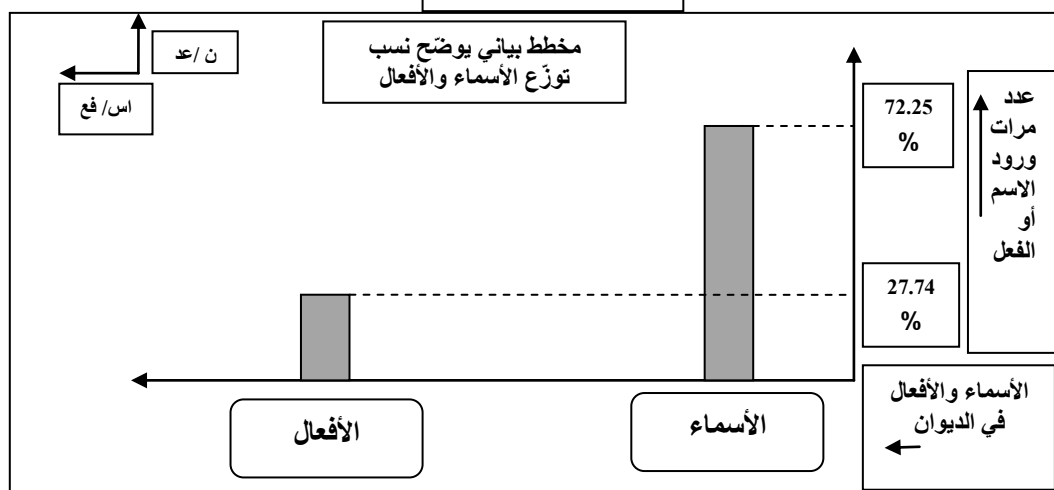 مخطط بياني يوضّح نسب
توزّع الأسماء والأفعال
ن /عد
اس/ فع
عدد
مرات
ورود
الاسم
أو
الفعل
72.25
%
27.74
%
الأسماء والأفعال
في الديوان
الأسماء
الأفعال